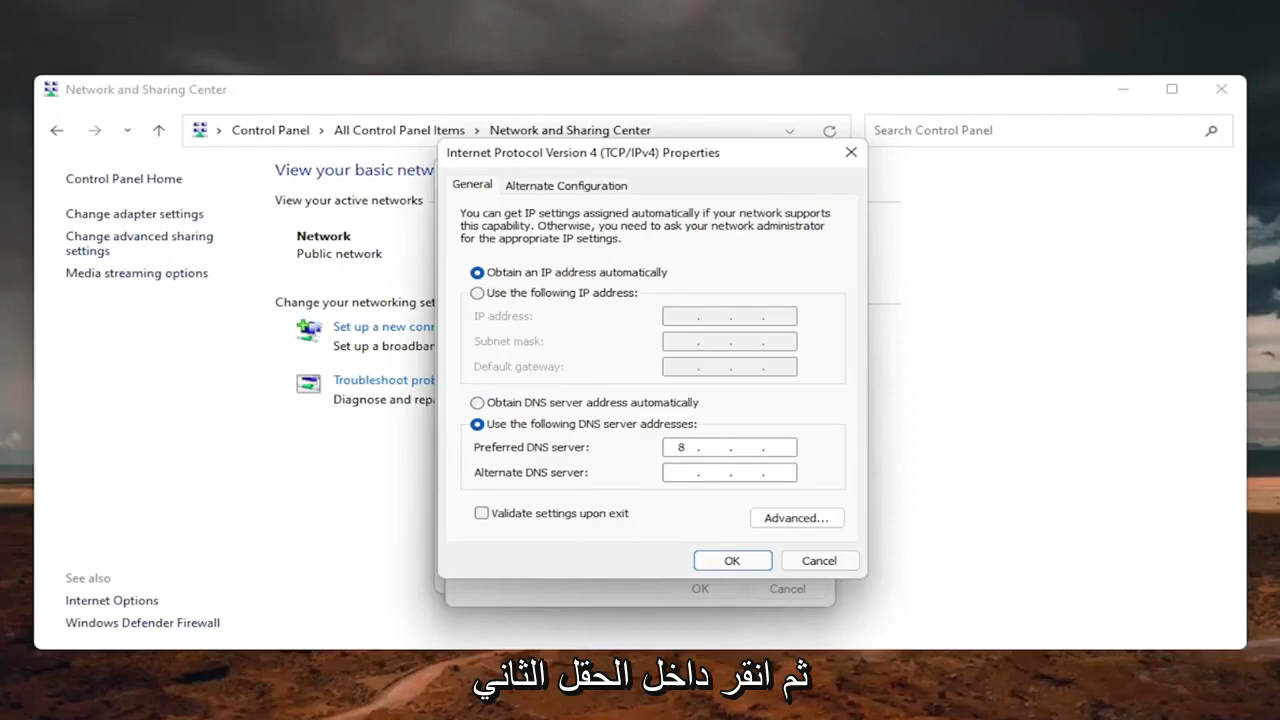 Network and Sharing Center
Control Panel > All Control Panel Items > Network and Sharing Center
Search Control Panel
Control Panel Home
Change adapter settings
Change advanced sharing
settings
Media streaming options
See also
Internet Options
Windows Defender Firewall
View your basic netw
View your active networks
Network
Public network
Change your networking set
Set up a new conn
Set up a broadbar
Troubleshoot prob
Diagnose and repa
Internet Protocol Version 4 (TCP/IPv4) Properties
General
Alternate Configuration
You can get IP settings assigned automatically if your network supports
this capability. Otherwise, you need to ask your network administrator
for the appropriate IP settings.
Obtain an IP address automatically
Use the following IP address:
IP address: . . .
Subnet mask: . . .
Default gateway: . . .
Obtain DNS server address automatically
Use the following DNS server addresses:
Preferred DNS server: 8 . . .
Alternate DNS server: . . .
Validate settings upon exit
Advanced...
OK
Cancel
OK
Cancel
ثم انقر داخل الحقل الثاني